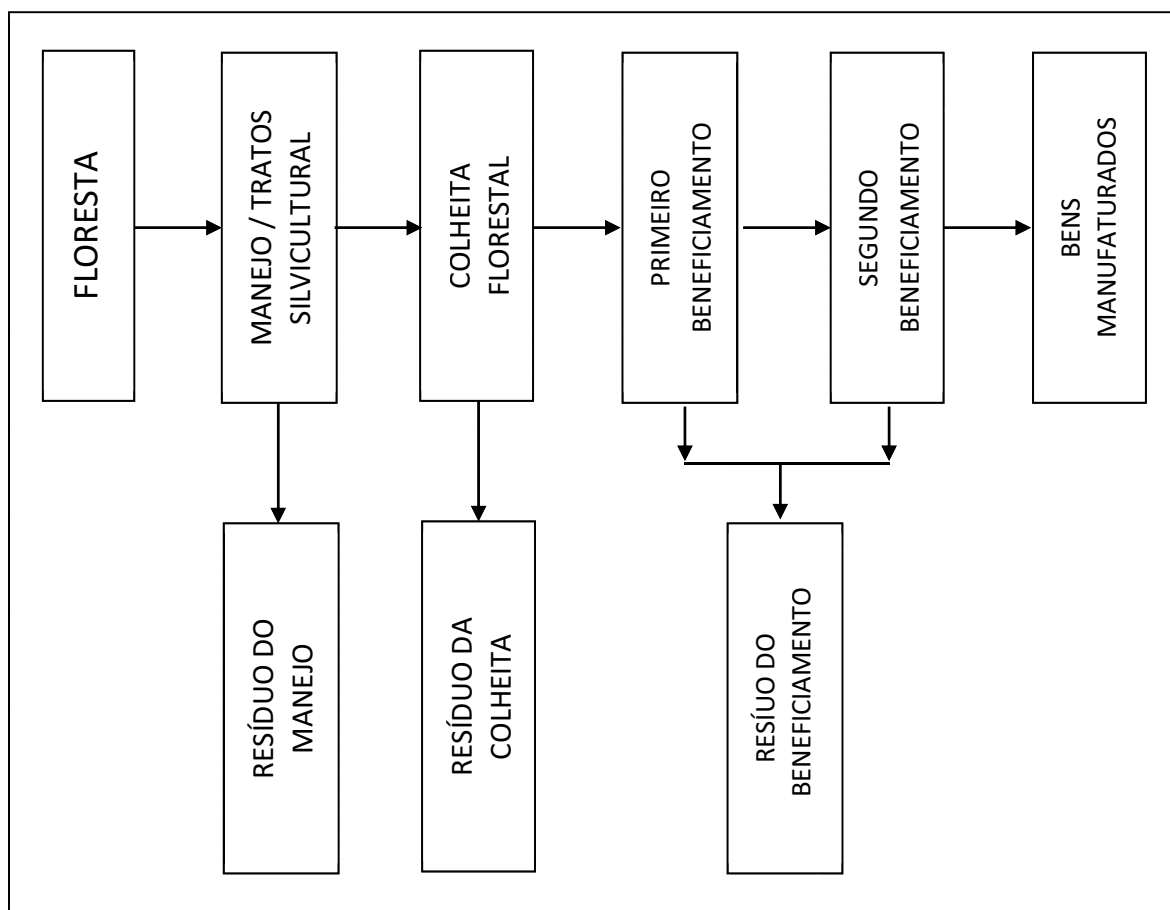 FLORESTA
MANEJO / TRATOS
SILVICULTURAL
COLHEITA
FLORESTAL
PRIMEIRO
BENEFICIAMENTO
SEGUNDO
BENEFICIAMENTO
BENS
MANUFATURADOS
RESÍDUO DO
MANEJO
RESÍDUO DA
COLHEITA
RESÍUO DO
BENEFICIAMENTO